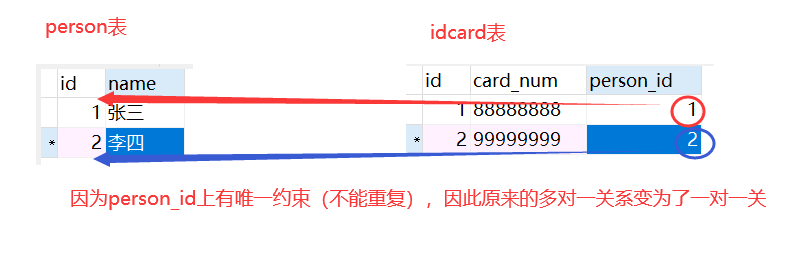 person表
idcard表
id name
1 张三
* 2 李四
id card_num person_id
1 88888888 1
* 2 99999999 2
因为person_id上有唯一约束（不能重复），因此原来的多对一关系变为了一对一关